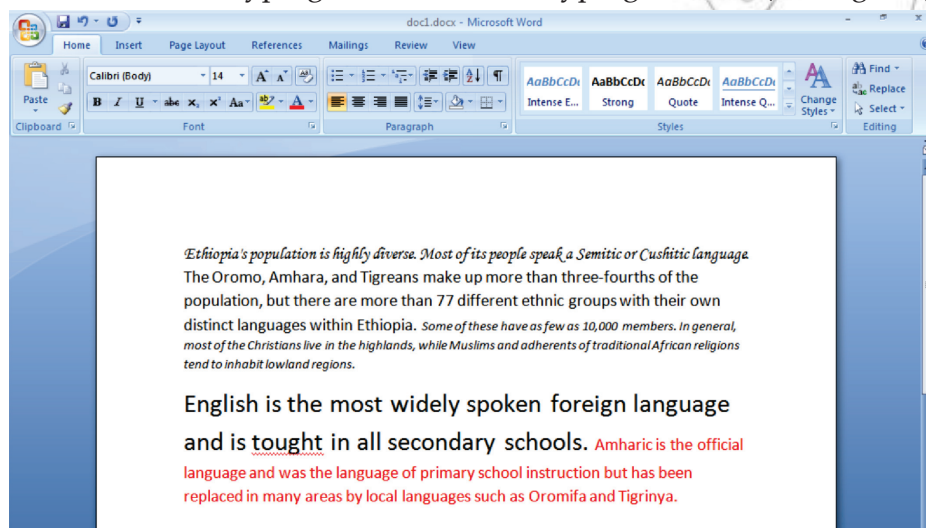 doc1.docx - Microsoft Word
Home Insert Page Layout References Mailings Review View
Calibri (Body) 14
Paste
B I U abc x₂ x² Aa
AaBbCcDc AaBbCcDc AaBbCcDc AaBbCcDc
Intense E... Strong Quote Intense Q...
Change Styles
Find
Replace
Select
Clipboard Font Paragraph Styles Editing
Ethiopia's population is highly diverse. Most of its people speak a Semitic or Cushitic language.
The Oromo, Amhara, and Tigreans make up more than three-fourths of the
population, but there are more than 77 different ethnic groups with their own
distinct languages within Ethiopia. Some of these have as few as 10,000 members. In general,
most of the Christians live in the highlands, while Muslims and adherents of traditional African religions
tend to inhabit lowland regions.
English is the most widely spoken foreign language
and is tought in all secondary schools. Amharic is the official
language and was the language of primary school instruction but has been
replaced in many areas by local languages such as Oromifa and Tigrinya.